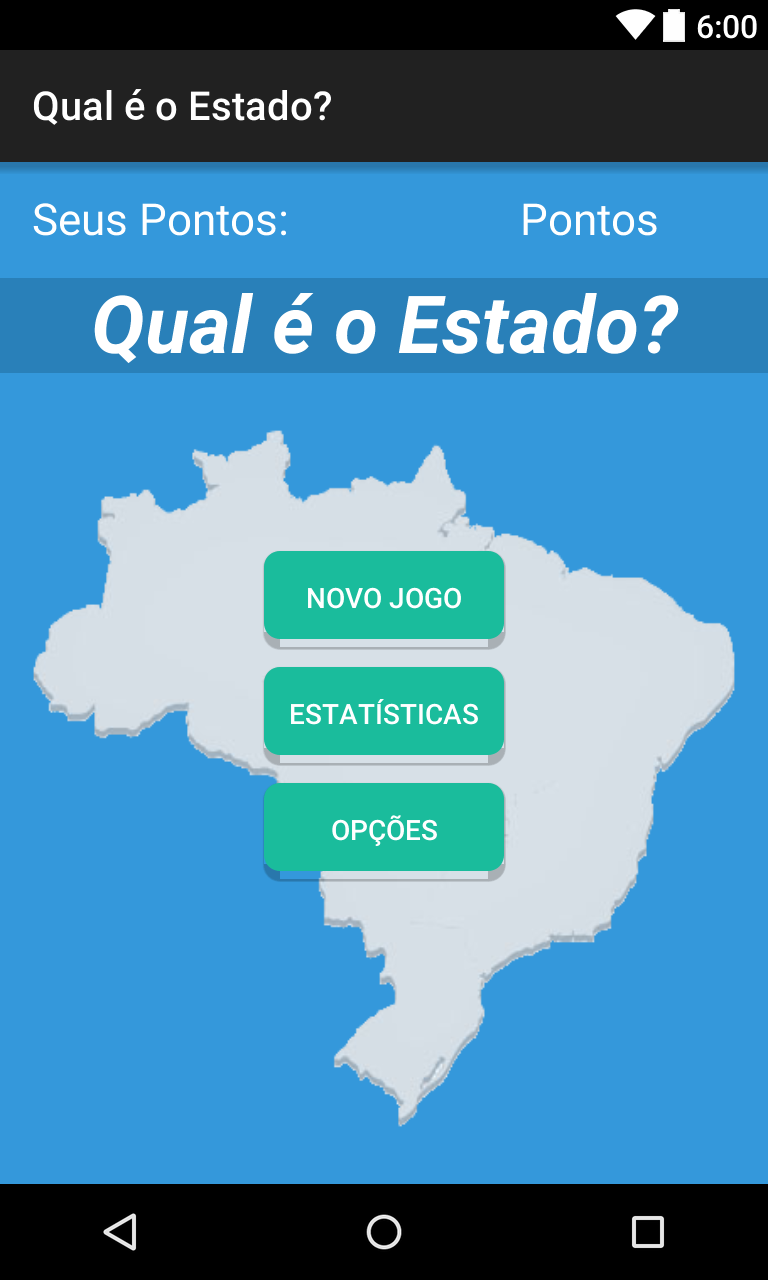 6:00
Qual é o Estado?
Seus Pontos: Pontos
Qual é o Estado?
NOVO JOGO
ESTATÍSTICAS
OPÇÕES